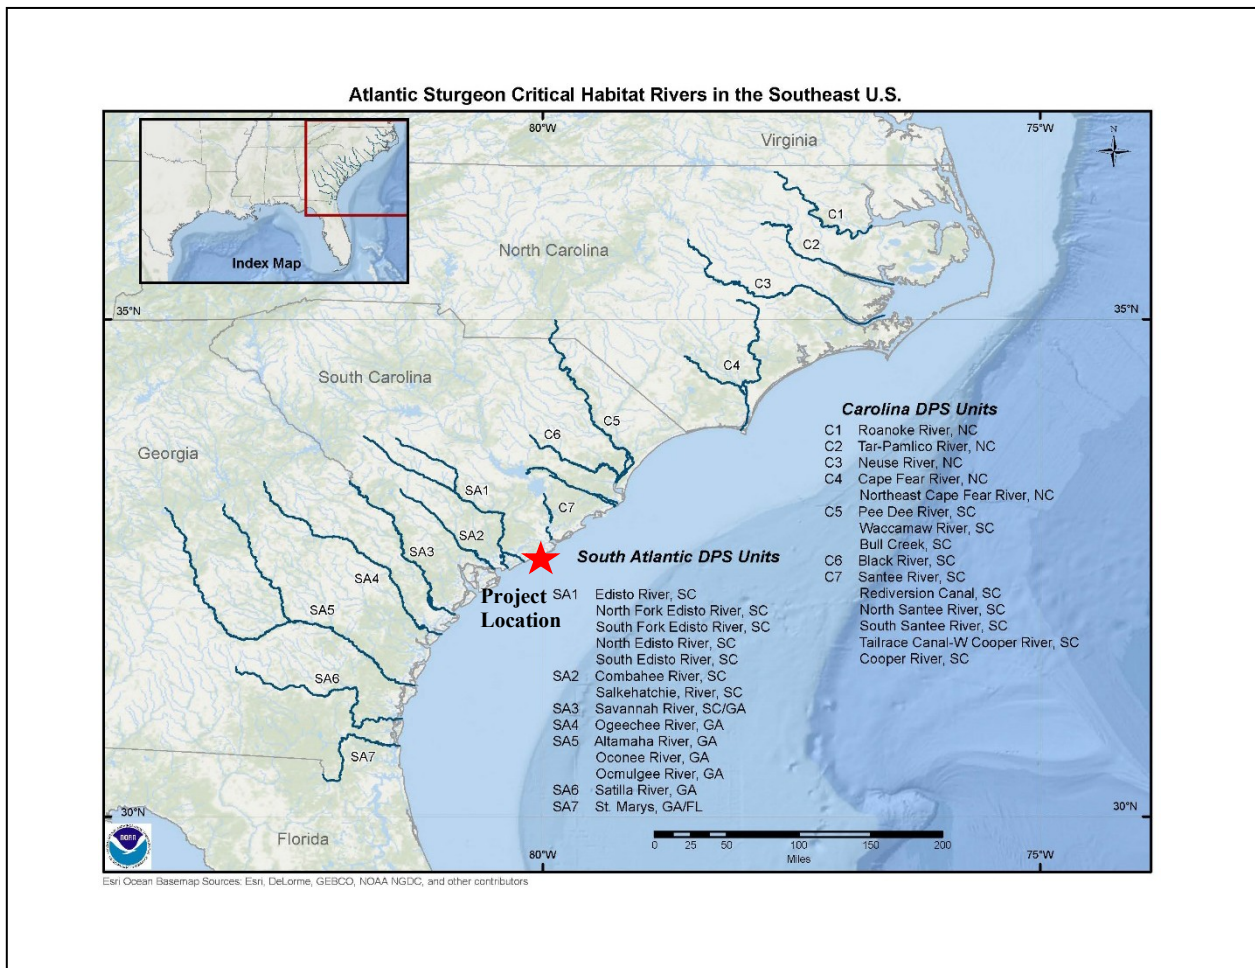 Atlantic Sturgeon Critical Habitat Rivers in the Southeast U.S.
80°W
75°W
N
Virginia
Index Map
North Carolina
C1
C2
C3
35°N
35°N
C4
South Carolina
C5
C6
Georgia
C7
SA1
SA2
SA3
SA4
SA5
SA6
SA7
Florida
Project
Location
Carolina DPS Units
C1 Roanoke River, NC
C2 Tar-Pamlico River, NC
C3 Neuse River, NC
C4 Cape Fear River, NC
Northeast Cape Fear River, NC
C5 Pee Dee River, SC
Waccamaw River, SC
Bull Creek, SC
C6 Black River, SC
C7 Santee River, SC
Rediversion Canal, SC
North Santee River, SC
South Santee River, SC
Tailrace Canal-W Cooper River, SC
Cooper River, SC
South Atlantic DPS Units
SA1 Edisto River, SC
North Fork Edisto River, SC
South Fork Edisto River, SC
North Edisto River, SC
South Edisto River, SC
SA2 Combahee River, SC
Salkehatchie, River, SC
SA3 Savannah River, SC/GA
SA4 Ogeechee River, GA
SA5 Altamaha River, GA
Oconee River, GA
Ocmulgee River, GA
SA6 Satilla River, GA
SA7 St. Marys, GA/FL
30°N
30°N
0 25 50 100 150 200
Miles
NOAA
80°W
75°W
Esri Ocean Basemap Sources: Esri, DeLorme, GEBCO, NOAA NGDC, and other contributors